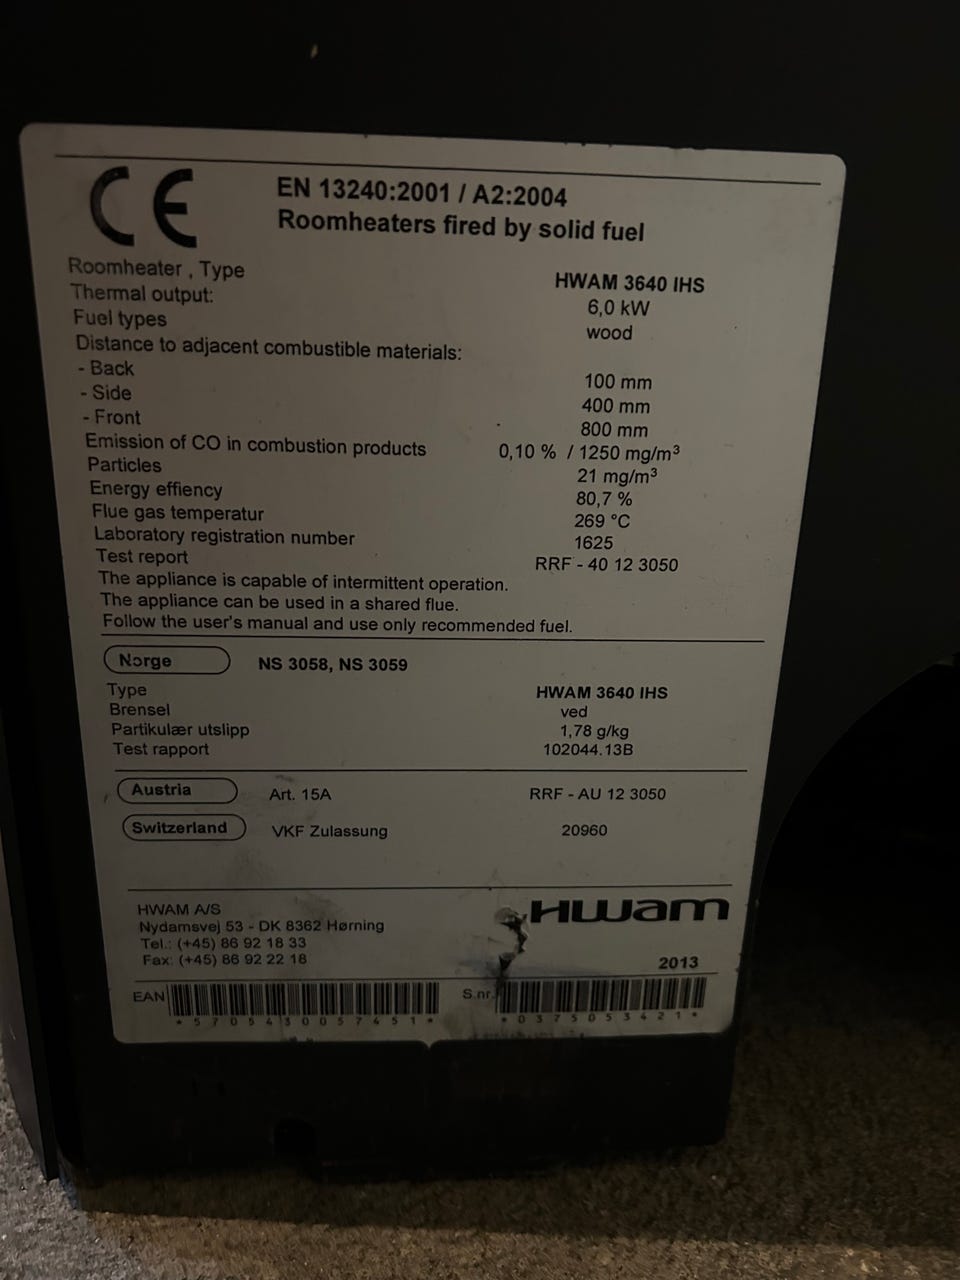 CE
EN 13240:2001 / A2:2004
Roomheaters fired by solid fuel
Roomheater , Type HWAM 3640 IHS
Thermal output: 6,0 kW
Fuel types wood
Distance to adjacent combustible materials:
- Back 100 mm
- Side 400 mm
- Front 800 mm
Emission of CO in combustion products 0,10 % / 1250 mg/m³
Particles 21 mg/m³
Energy effiency 80,7 %
Flue gas temperatur 269 °C
Laboratory registration number 1625
Test report RRF - 40 12 3050
The appliance is capable of intermittent operation.
The appliance can be used in a shared flue.
Follow the user's manual and use only recommended fuel.
Norge NS 3058, NS 3059
Type HWAM 3640 IHS
Brensel ved
Partikulær utslipp 1,78 g/kg
Test rapport 102044.13B
Austria Art. 15A RRF - AU 12 3050
Switzerland VKF Zulassung 20960
HWAM A/S
Nydamsvej 53 - DK 8362 Hørning
Tel.: (+45) 86 92 18 33
Fax: (+45) 86 92 22 18
Hwam
2013
EAN *5705430057451*
S.nr. *0375053421*